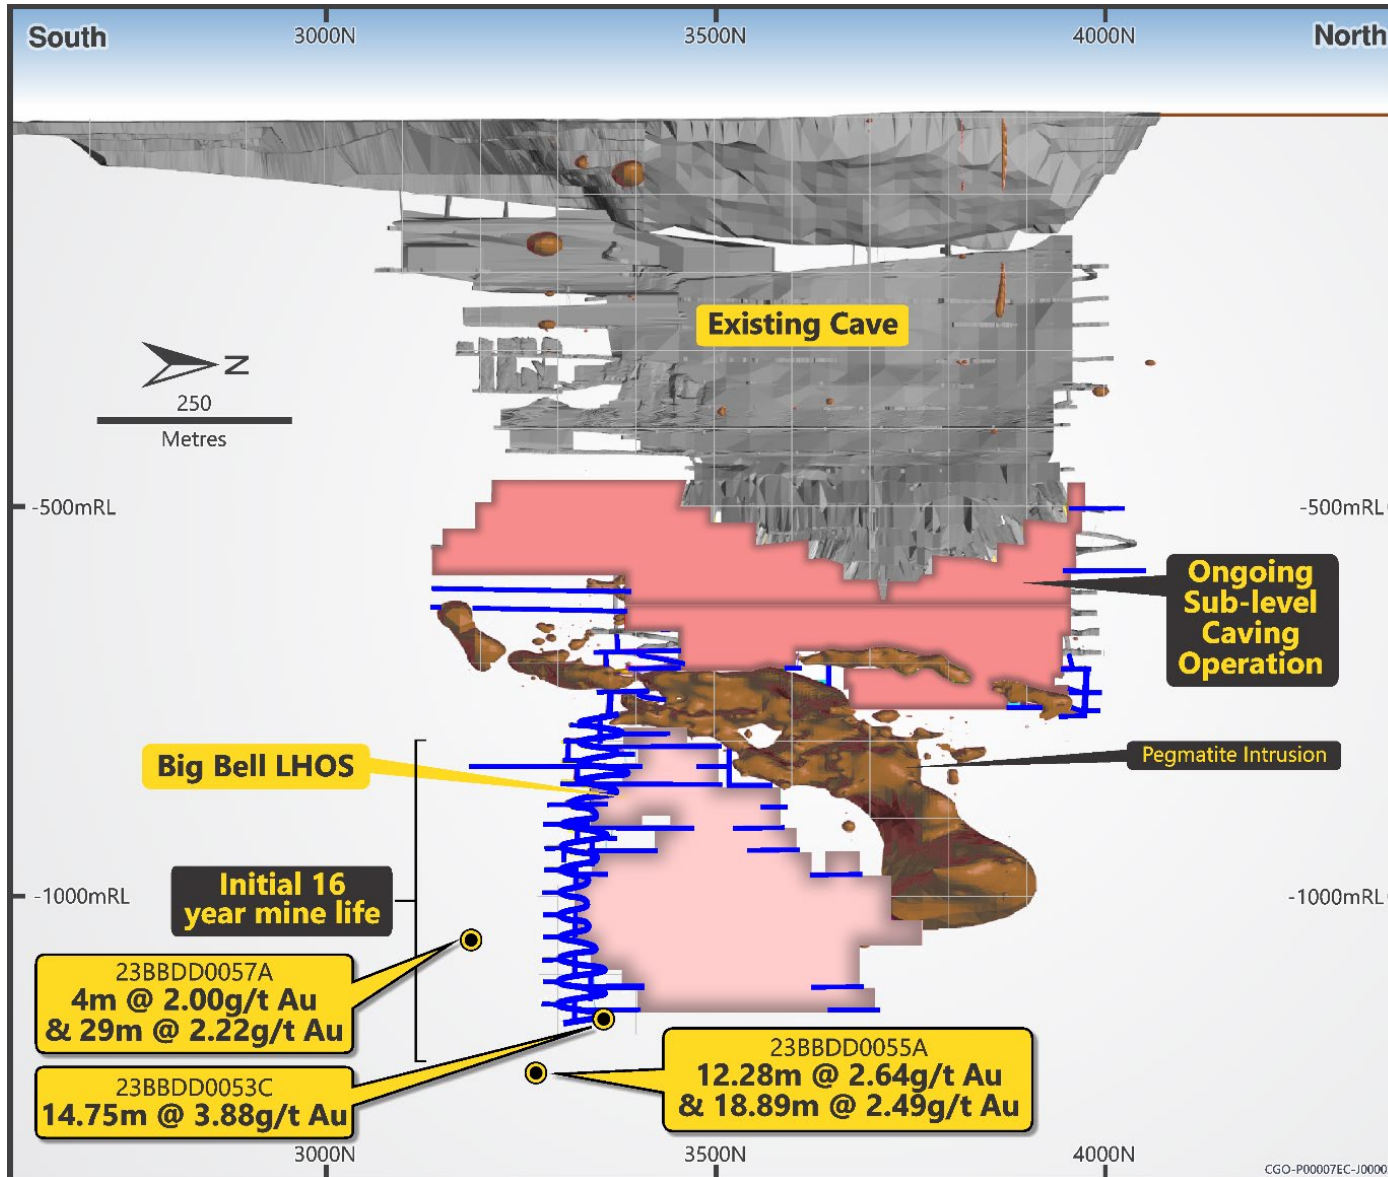 South
3000N
3500N
4000N
North
Existing Cave
N
250
Metres
-500mRL
-500mRL
Ongoing
Sub-level
Caving
Operation
Big Bell LHOS
Pegmatite Intrusion
Initial 16
year mine life
-1000mRL
-1000mRL
23BBDD0057A
4m @ 2.00g/t Au
& 29m @ 2.22g/t Au
23BBDD0053C
14.75m @ 3.88g/t Au
23BBDD0055A
12.28m @ 2.64g/t Au
& 18.89m @ 2.49g/t Au
3000N
3500N
4000N
CGO-P00007EC-J0000